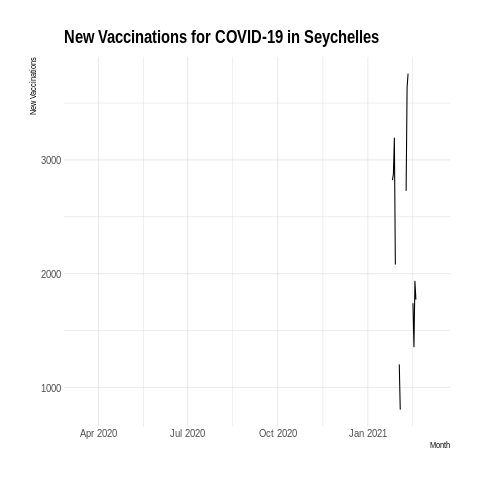 New Vaccinations for COVID-19 in Seychelles
New Vaccinations
3000
2000
1000
Apr 2020
Jul 2020
Oct 2020
Jan 2021
Month